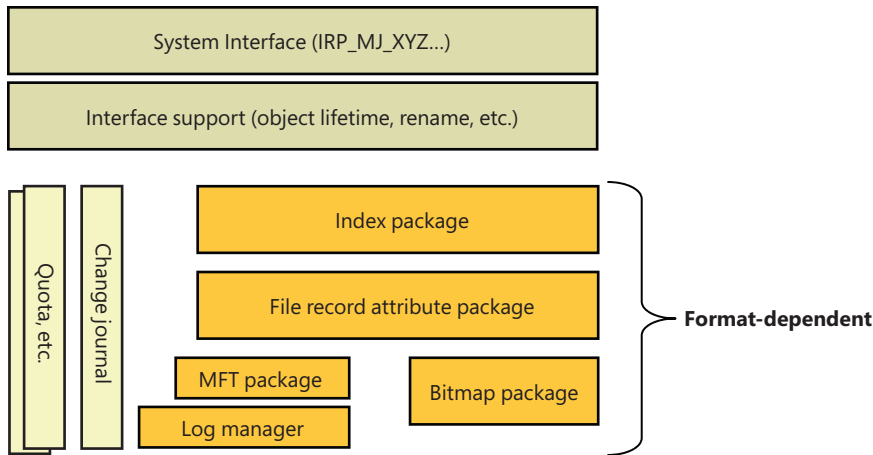 System Interface (IRP_MJ_XYZ...)
Interface support (object lifetime, rename, etc.)
Quota, etc.
Change journal
Index package
File record attribute package
MFT package
Log manager
Bitmap package
Format-dependent